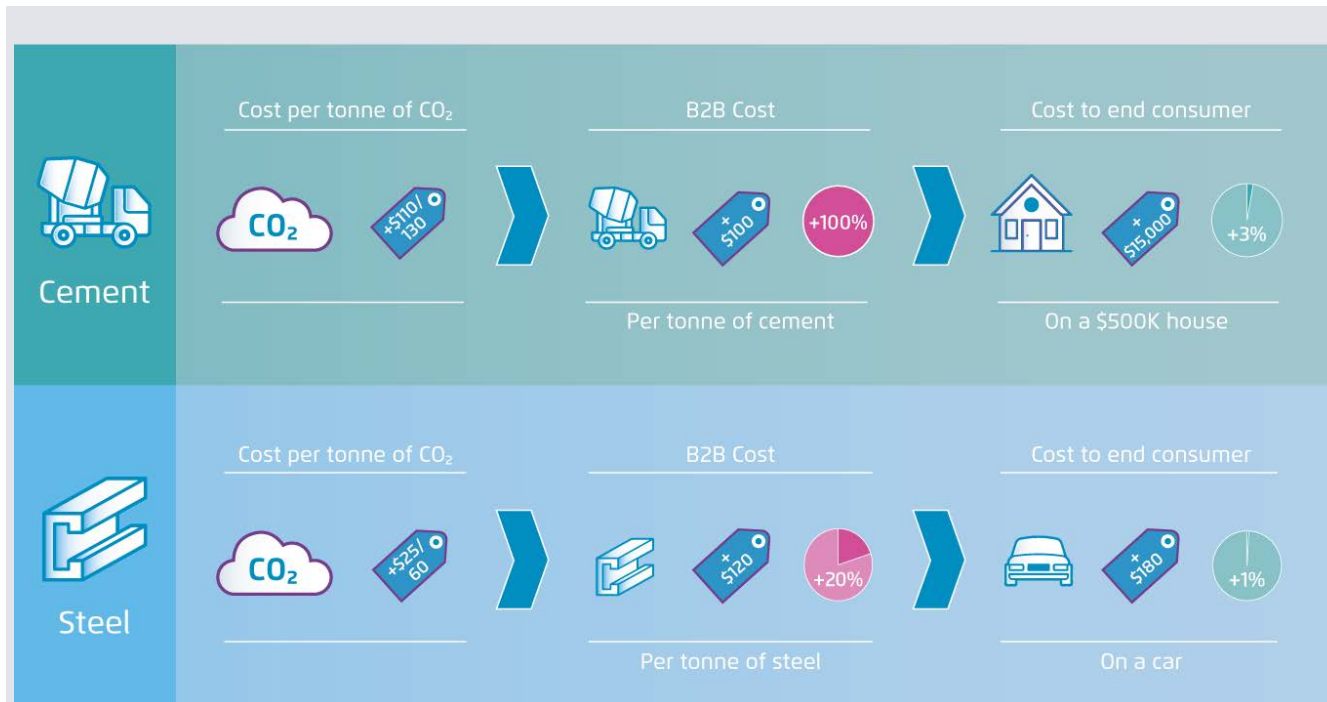 Cement
Cost per tonne of CO₂
CO₂
+$110/
130
B2B Cost
+
$100
+100%
Per tonne of cement
Cost to end consumer
+
$15,000
+3%
On a $500K house
Steel
Cost per tonne of CO₂
CO₂
+$25/
60
B2B Cost
+
$120
+20%
Per tonne of steel
Cost to end consumer
+
$180
+1%
On a car